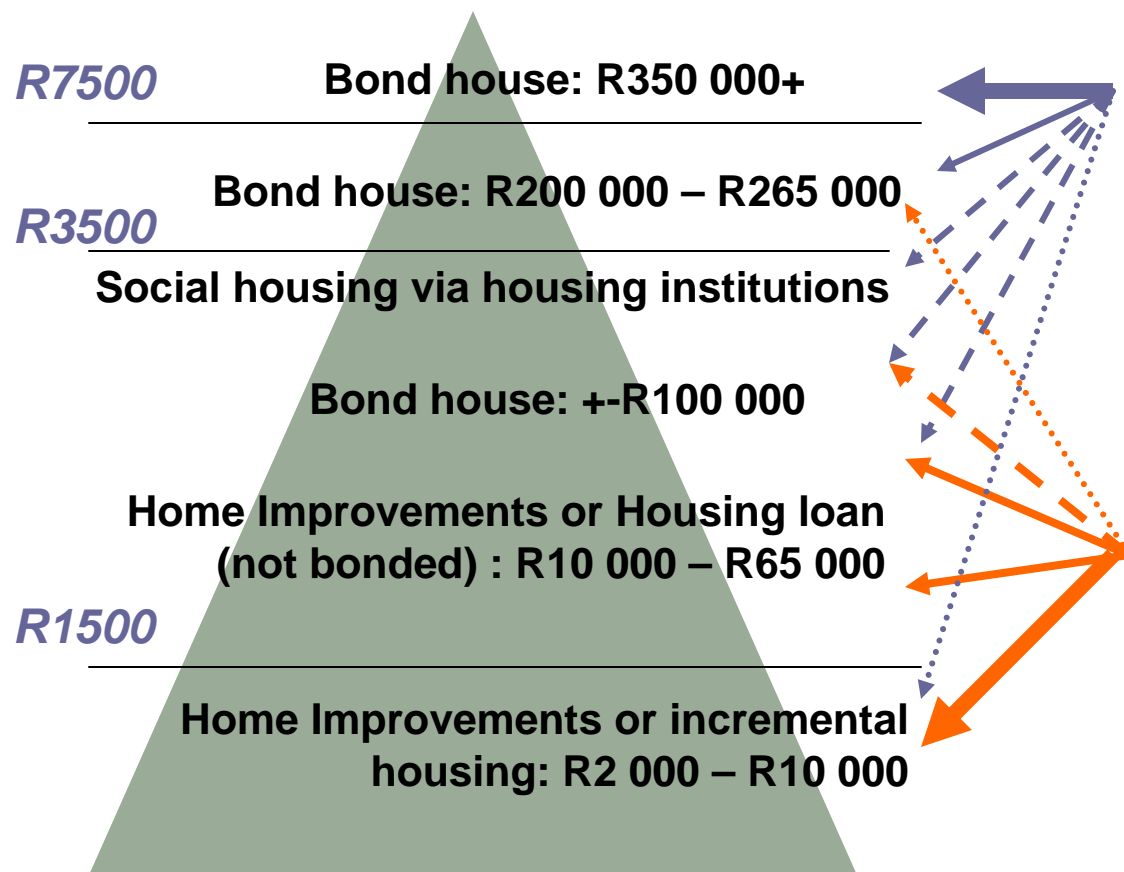 R7500
Bond house: R350 000+
Bond house: R200 000 – R265 000
R3500
Social housing via housing institutions
Bond house: +-R100 000
Home Improvements or Housing loan
(not bonded) : R10 000 – R65 000
R1500
Home Improvements or incremental
housing: R2 000 – R10 000